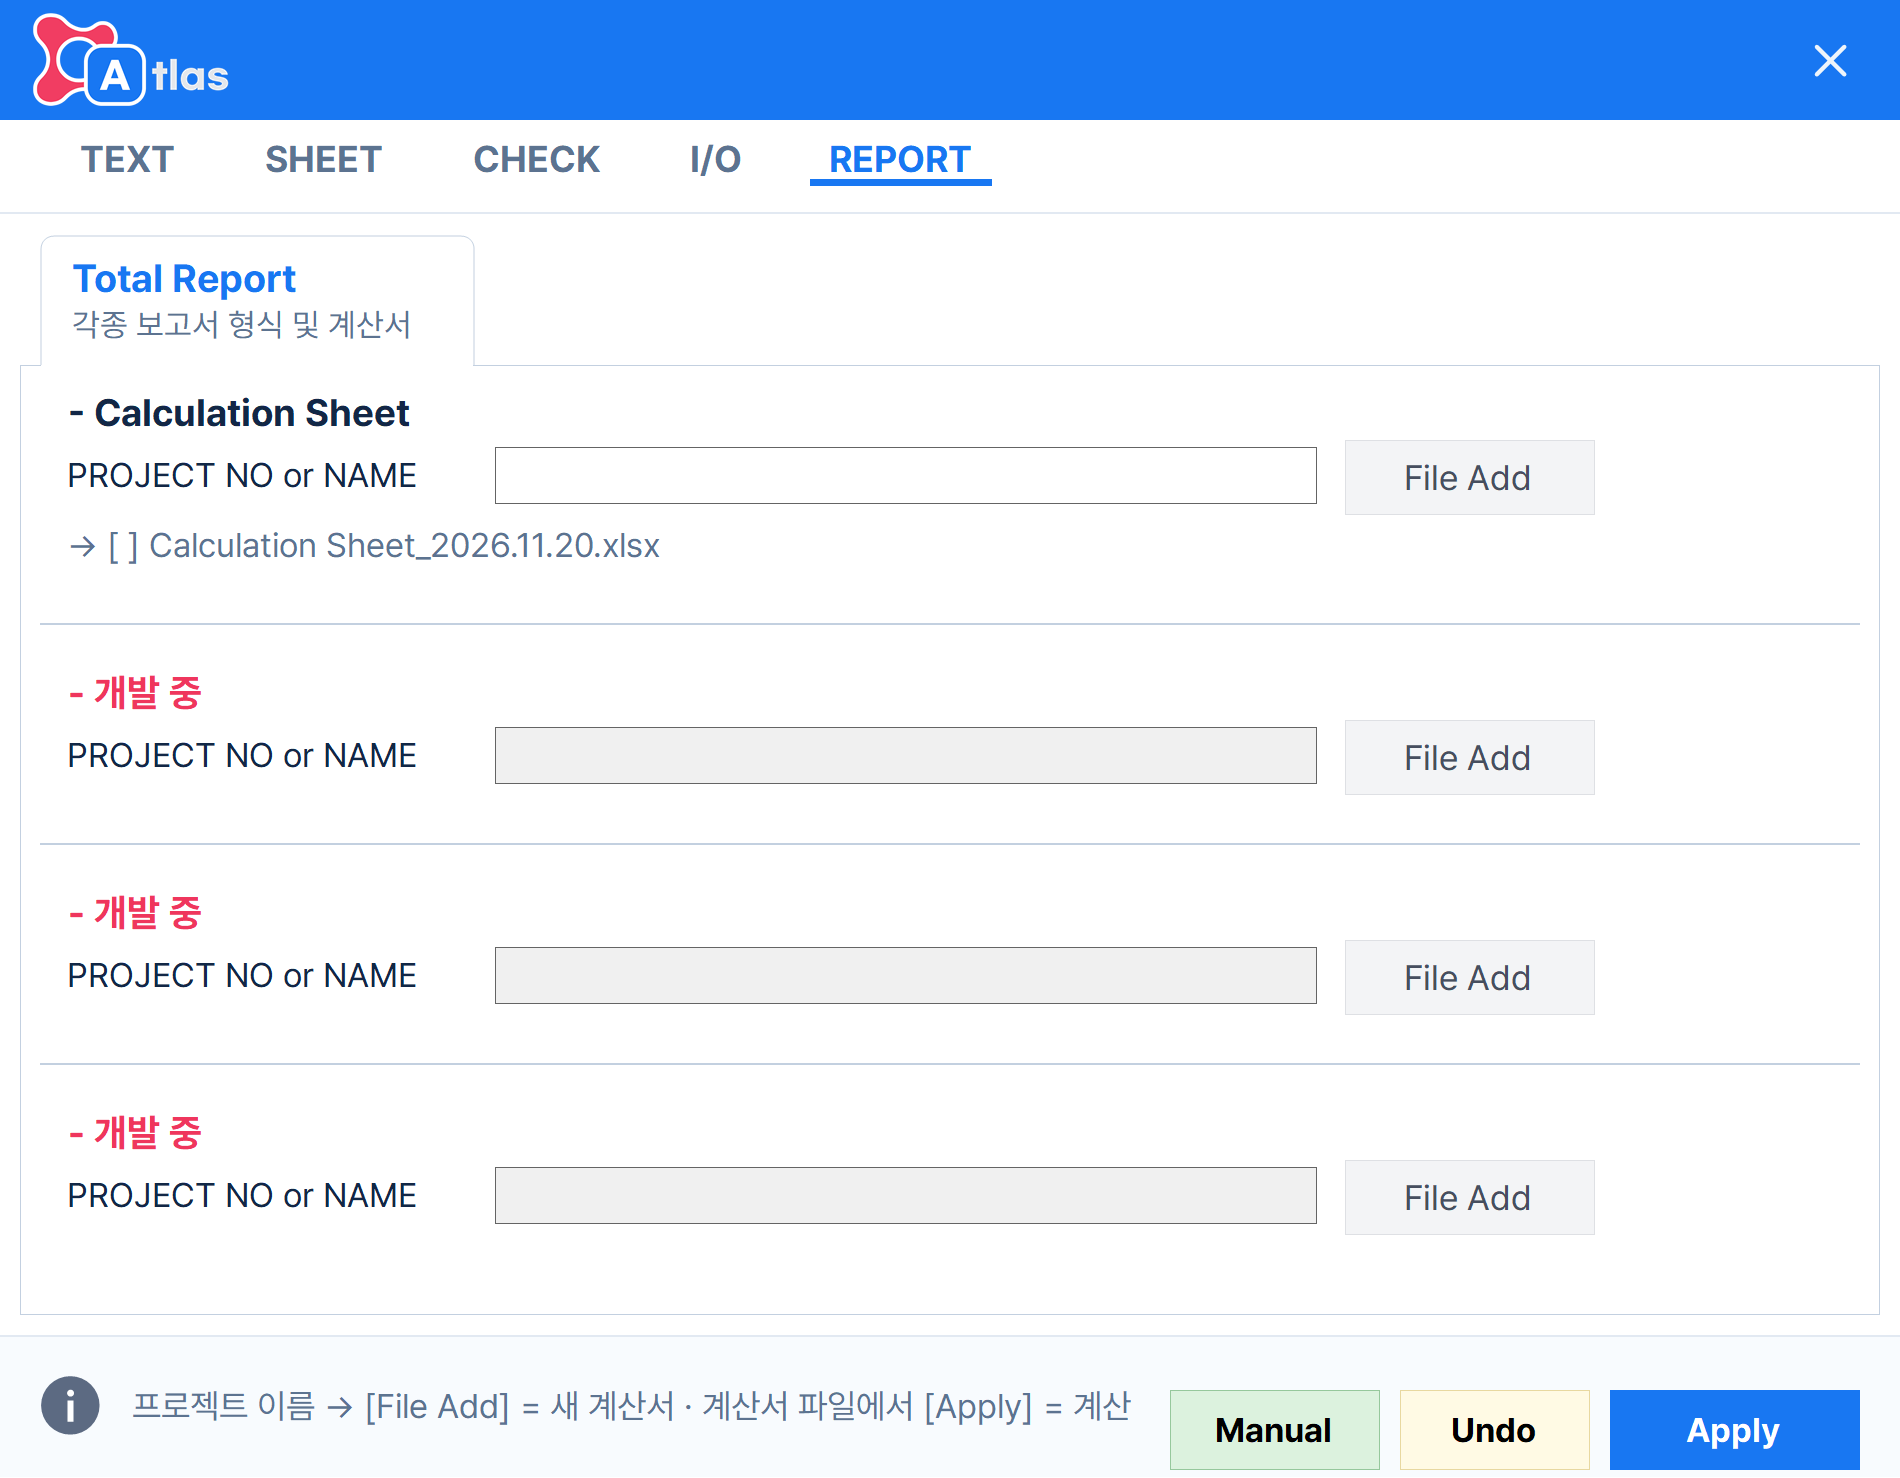 Atlas
TEXT SHEET CHECK I/O REPORT
Total Report
각종 보고서 형식 및 계산서
- Calculation Sheet
PROJECT NO or NAME File Add
→ [ ] Calculation Sheet_2026.11.20.xlsx
- 개발 중
PROJECT NO or NAME File Add
- 개발 중
PROJECT NO or NAME File Add
- 개발 중
PROJECT NO or NAME File Add
프로젝트 이름 → [File Add] = 새 계산서 · 계산서 파일에서 [Apply] = 계산 Manual Undo Apply